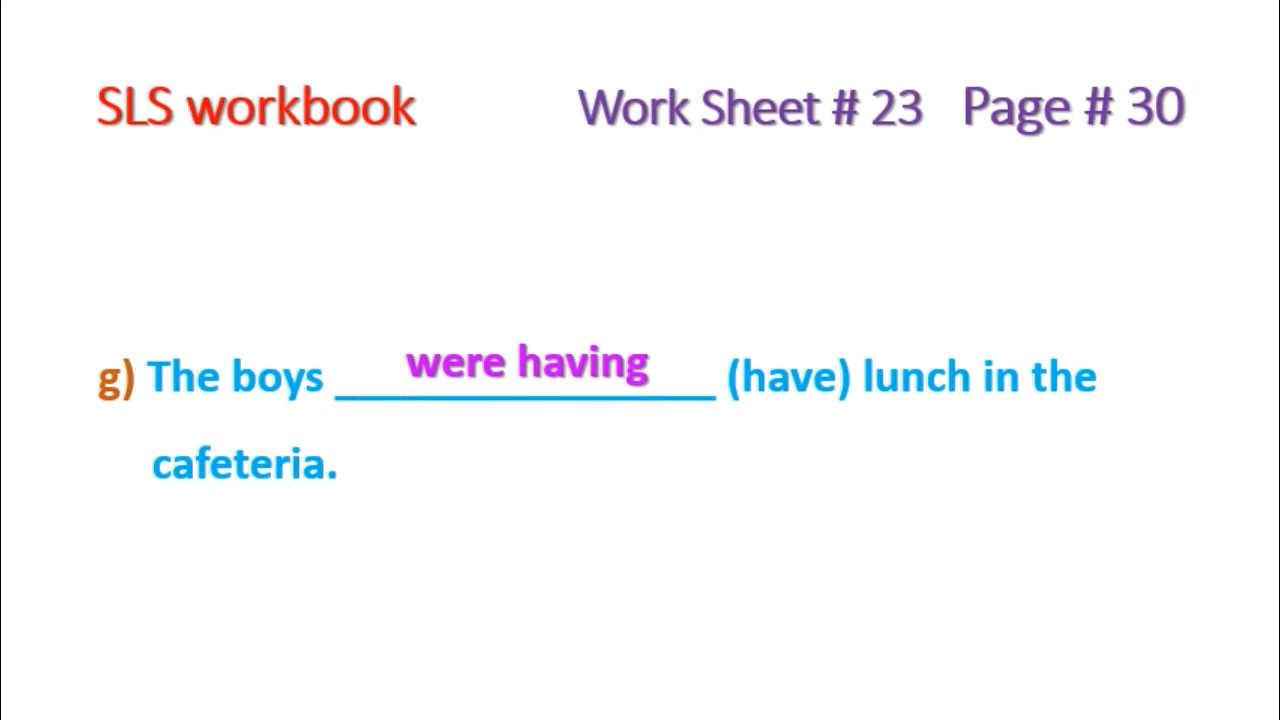 SLS workbook Work Sheet # 23 Page # 30
g) The boys were having (have) lunch in the
cafeteria.